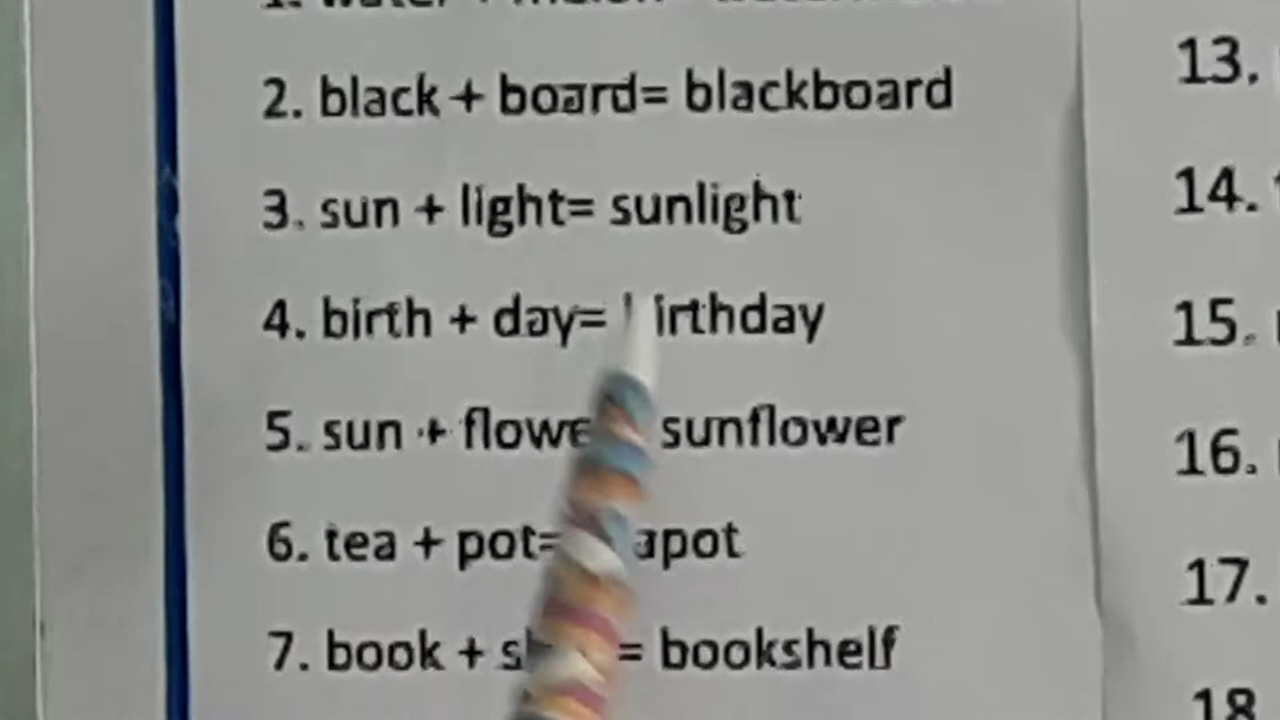 2. black + board= blackboard
3. sun + light= sunlight
4. birth + day= irthday
5. sun + flowe sunflower
6. tea + pot= apot
7. book + s = bookshelf
13.
14.
15.
16.
17.
18